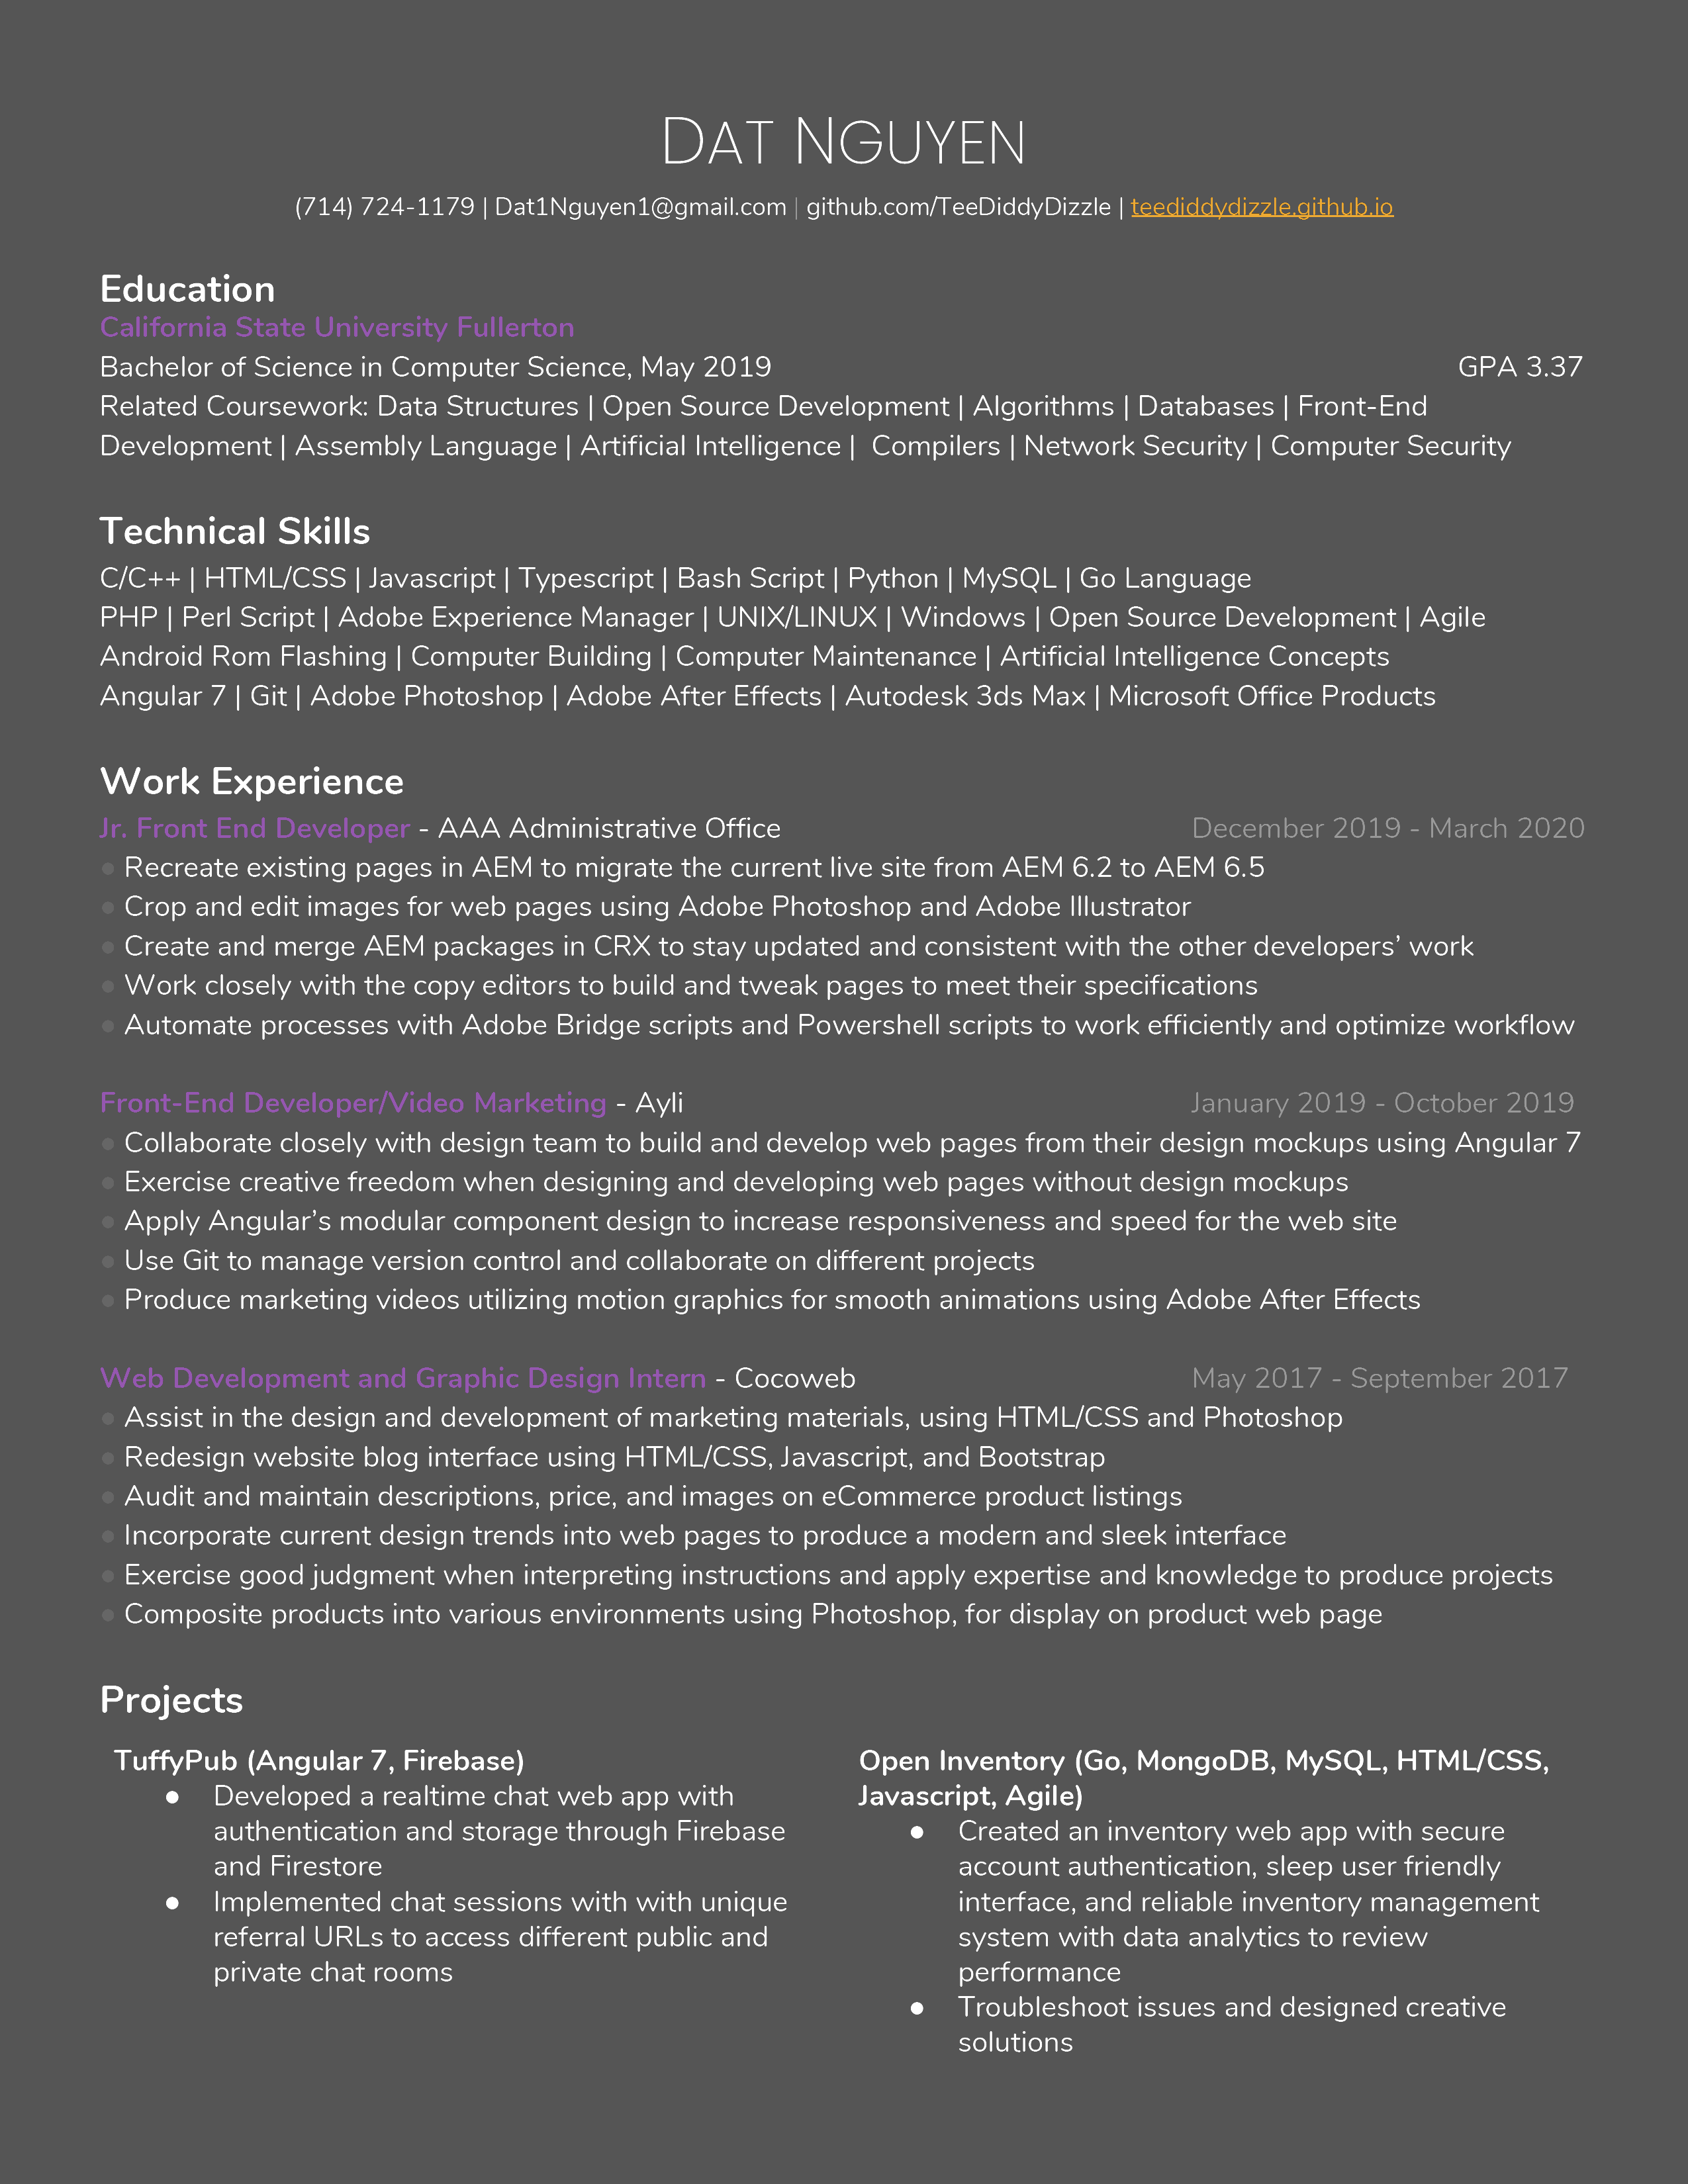 DAT NGUYEN
(714) 724-1179 | Dat1Nguyen1@gmail.com | github.com/TeeDiddyDizzle | teediddydizzle.github.io
Education
California State University Fullerton
Bachelor of Science in Computer Science, May 2019 GPA 3.37
Related Coursework: Data Structures | Open Source Development | Algorithms | Databases | Front-End
Development | Assembly Language | Artificial Intelligence | Compilers | Network Security | Computer Security
Technical Skills
C/C++ | HTML/CSS | Javascript | Typescript | Bash Script | Python | MySQL | Go Language
PHP | Perl Script | Adobe Experience Manager | UNIX/LINUX | Windows | Open Source Development | Agile
Android Rom Flashing | Computer Building | Computer Maintenance | Artificial Intelligence Concepts
Angular 7 | Git | Adobe Photoshop | Adobe After Effects | Autodesk 3ds Max | Microsoft Office Products
Work Experience
Jr. Front End Developer - AAA Administrative Office December 2019 - March 2020
● Recreate existing pages in AEM to migrate the current live site from AEM 6.2 to AEM 6.5
● Crop and edit images for web pages using Adobe Photoshop and Adobe Illustrator
● Create and merge AEM packages in CRX to stay updated and consistent with the other developers’ work
● Work closely with the copy editors to build and tweak pages to meet their specifications
● Automate processes with Adobe Bridge scripts and Powershell scripts to work efficiently and optimize workflow
Front-End Developer/Video Marketing - Ayli January 2019 - October 2019
● Collaborate closely with design team to build and develop web pages from their design mockups using Angular 7
● Exercise creative freedom when designing and developing web pages without design mockups
● Apply Angular’s modular component design to increase responsiveness and speed for the web site
● Use Git to manage version control and collaborate on different projects
● Produce marketing videos utilizing motion graphics for smooth animations using Adobe After Effects
Web Development and Graphic Design Intern - Cocoweb May 2017 - September 2017
● Assist in the design and development of marketing materials, using HTML/CSS and Photoshop
● Redesign website blog interface using HTML/CSS, Javascript, and Bootstrap
● Audit and maintain descriptions, price, and images on eCommerce product listings
● Incorporate current design trends into web pages to produce a modern and sleek interface
● Exercise good judgment when interpreting instructions and apply expertise and knowledge to produce projects
● Composite products into various environments using Photoshop, for display on product web page
Projects
TuffyPub (Angular 7, Firebase)
● Developed a realtime chat web app with
authentication and storage through Firebase
and Firestore
● Implemented chat sessions with with unique
referral URLs to access different public and
private chat rooms
Open Inventory (Go, MongoDB, MySQL, HTML/CSS,
Javascript, Agile)
● Created an inventory web app with secure
account authentication, sleep user friendly
interface, and reliable inventory management
system with data analytics to review
performance
● Troubleshoot issues and designed creative
solutions